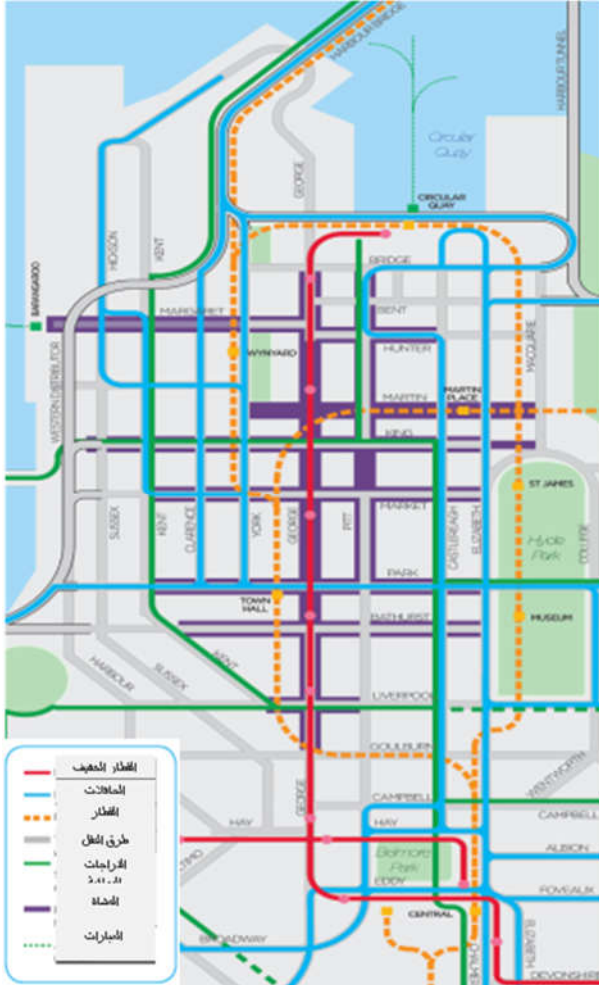 HARBOUR BRIDGE
HARBOUR TUNNEL
Circular
Quay
GEORGE
CIRCULAR
QUAY
HICKSON
KENT
BARANGAROO
BRIDGE
MARGARET
BENT
WYNYARD
HUNTER
MACQUARIE
WESTERN DISTRIBUTOR
MARTIN
MARTIN
PLACE
KING
ST JAMES
SUSSEX
KENT
CLARENCE
YORK
GEORGE
PITT
MARKET
CASTLEREAGH
ELIZABETH
Hyde
Park
COLLEGE
PARK
TOWN
HALL
BATHURST
MUSEUM
HARBOUR
SUSSEX
KENT
LIVERPOOL
GOULBURN
WENTWORTH
القطار الخفيف
الحافلات
القطار
طرق النقل
الدراجات
المشاة
العبارات
GEORGE
CAMPBELL
CAMPBELL
HAY
HAY
ALBION
Belmore
Park
EDDY
FOVEAUX
CENTRAL
BROADWAY
CHALMERS
ELIZABETH
DEVONSHIRE